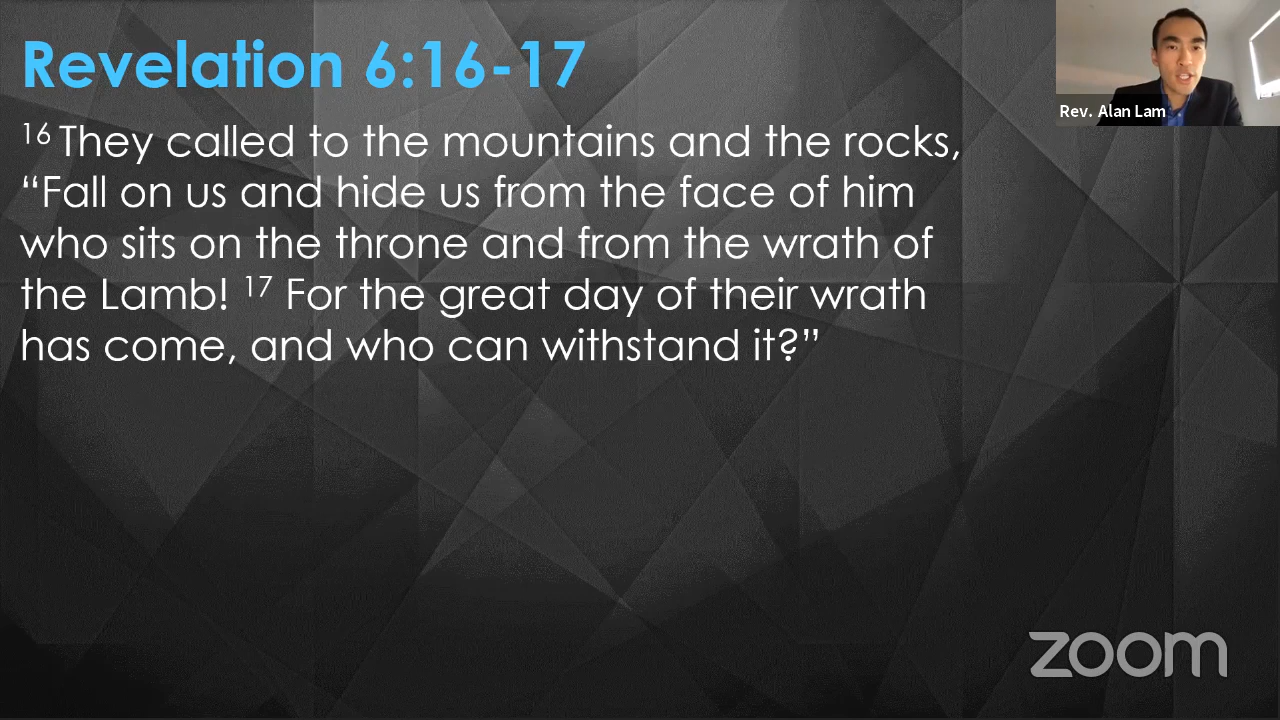 Revelation 6:16-17
Rev. Alan Lam
16 They called to the mountains and the rocks,
“Fall on us and hide us from the face of him
who sits on the throne and from the wrath of
the Lamb! 17 For the great day of their wrath
has come, and who can withstand it?”
zoom